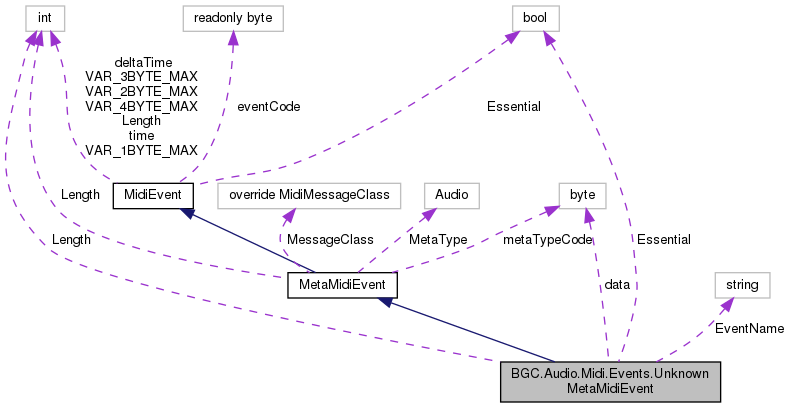 int
readonly byte
bool
deltaTime
VAR_3BYTE_MAX
VAR_2BYTE_MAX
VAR_4BYTE_MAX
Length
time
VAR_1BYTE_MAX
eventCode
Essential
MidiEvent
override MidiMessageClass
Audio
byte
Length
Length
MessageClass
MetaType
metaTypeCode
Essential
MetaMidiEvent
data
string
EventName
BGC.Audio.Midi.Events.Unknown
MetaMidiEvent